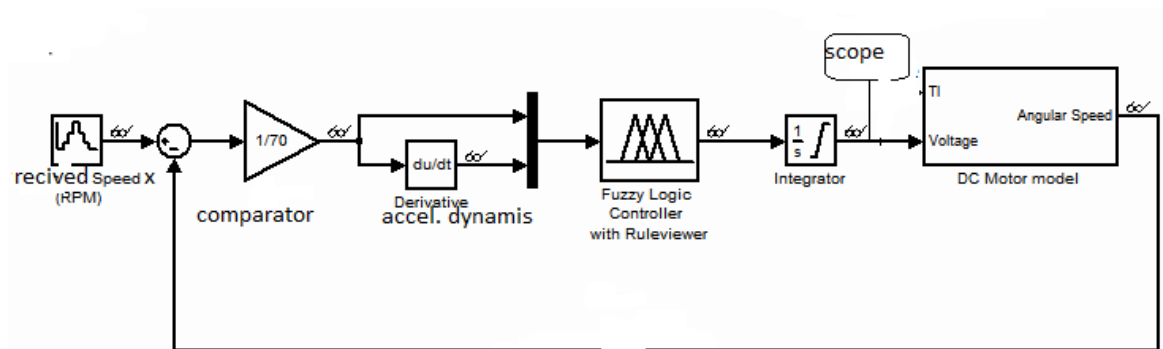 scope
TI
Angular Speed
Voltage
DC Motor model
1/70
du/dt
1
s
Integrator
recived Speed X
(RPM)
comparator
Derivative
accel. dynamis
Fuzzy Logic
Controller
with Ruleviewer